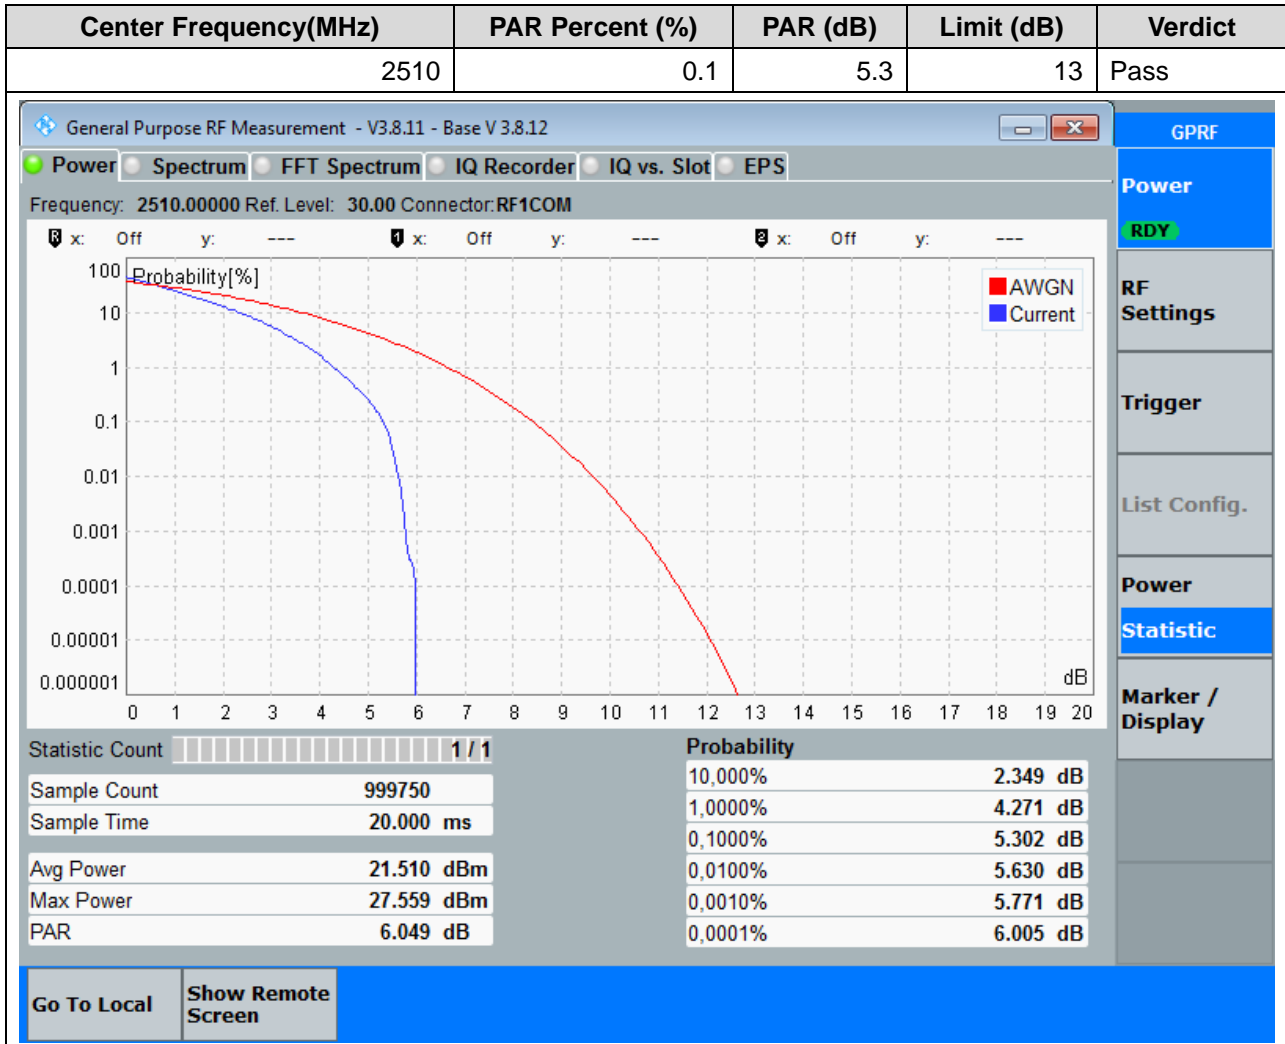 Center Frequency(MHz) PAR Percent (%) PAR (dB) Limit (dB) Verdict
2510 0.1 5.3 13 Pass
General Purpose RF Measurement - V3.8.11 - Base V 3.8.12
GPRF
Power Spectrum FFT Spectrum IQ Recorder IQ vs. Slot EPS
Frequency: 2510.00000 Ref. Level: 30.00 Connector:RF1COM
R x: Off y: --- 1 x: Off y: --- 2 x: Off y: ---
Probability[%]
100
10
1
0.1
0.01
0.001
0.0001
0.00001
0.000001
AWGN
Current
dB
0 1 2 3 4 5 6 7 8 9 10 11 12 13 14 15 16 17 18 19 20
Statistic Count 1 / 1
Sample Count 999750
Sample Time 20.000 ms
Avg Power 21.510 dBm
Max Power 27.559 dBm
PAR 6.049 dB
Probability
10,000% 2.349 dB
1,0000% 4.271 dB
0,1000% 5.302 dB
0,0100% 5.630 dB
0,0010% 5.771 dB
0,0001% 6.005 dB
Power
RDY
RF
Settings
Trigger
List Config.
Power
Statistic
Marker /
Display
Go To Local
Show Remote
Screen